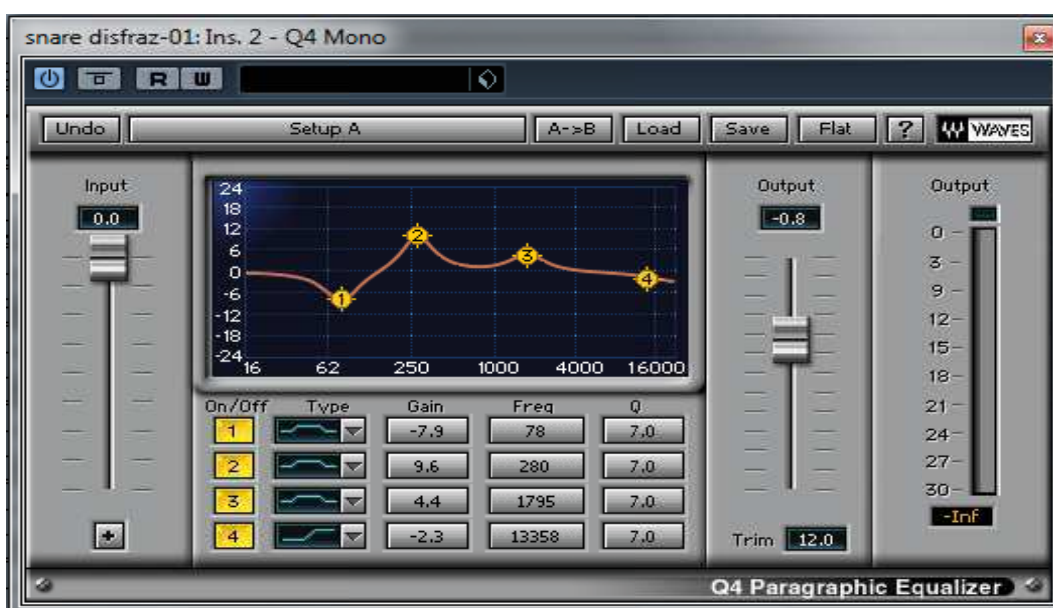 snare disfraz-01: Ins. 2 - Q4 Mono
R W
Undo Setup A A->B Load Save Flat ? WAVES
Input Output Output
0.0 -0.8
24
18
12
6
0
-6
-12
-18
-24
16 62 250 1000 4000 16000
1 2 3 4
0
3
9
12
15
18
21
24
27
30
-Inf
On/Off Type Gain Freq Q
1 -7.9 78 7.0
2 9.6 280 7.0
3 4.4 1795 7.0
4 -2.3 13358 7.0
+
Trim 12.0
Q4 Paragraphic Equalizer